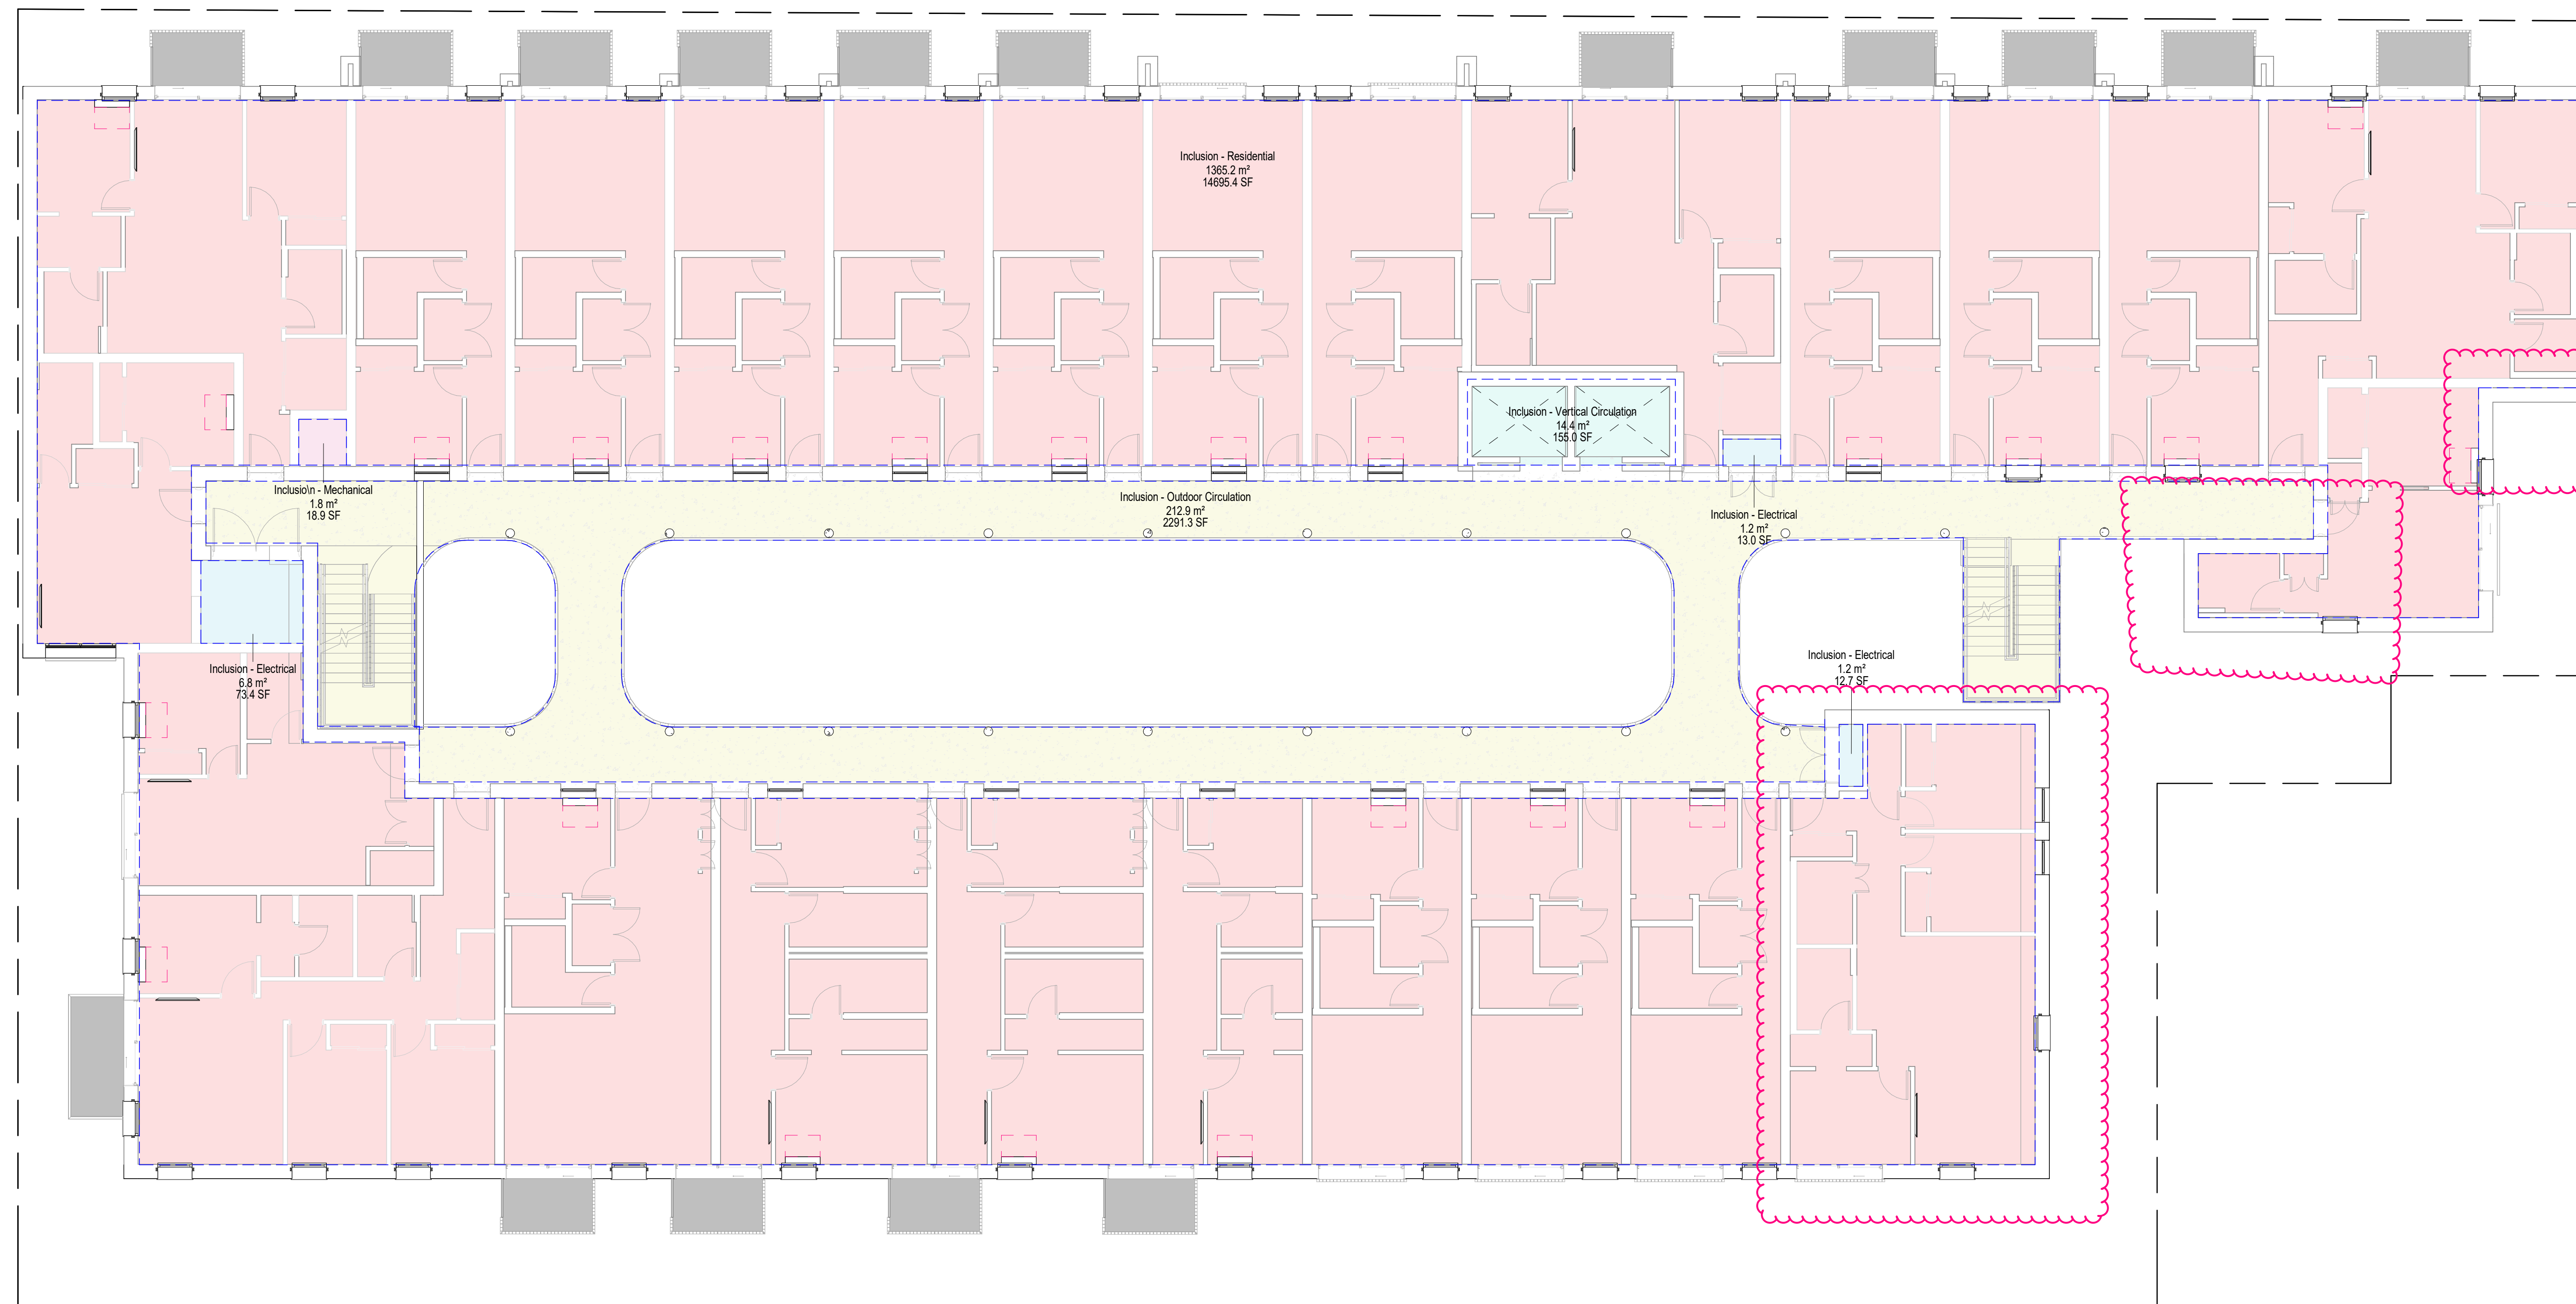 Inclusion - Residential
1365.2 m²
14695.4 SF
Inclusion - Vertical Circulation
14.4 m²
155.0 SF
Inclusio\n - Mechanical
1.8 m²
18.9 SF
Inclusion - Outdoor Circulation
212.9 m²
2291.3 SF
Inclusion - Electrical
1.2 m²
13.0 SF
Inclusion - Electrical
6.8 m²
73.4 SF
Inclusion - Electrical
1.2 m²
12.7 SF